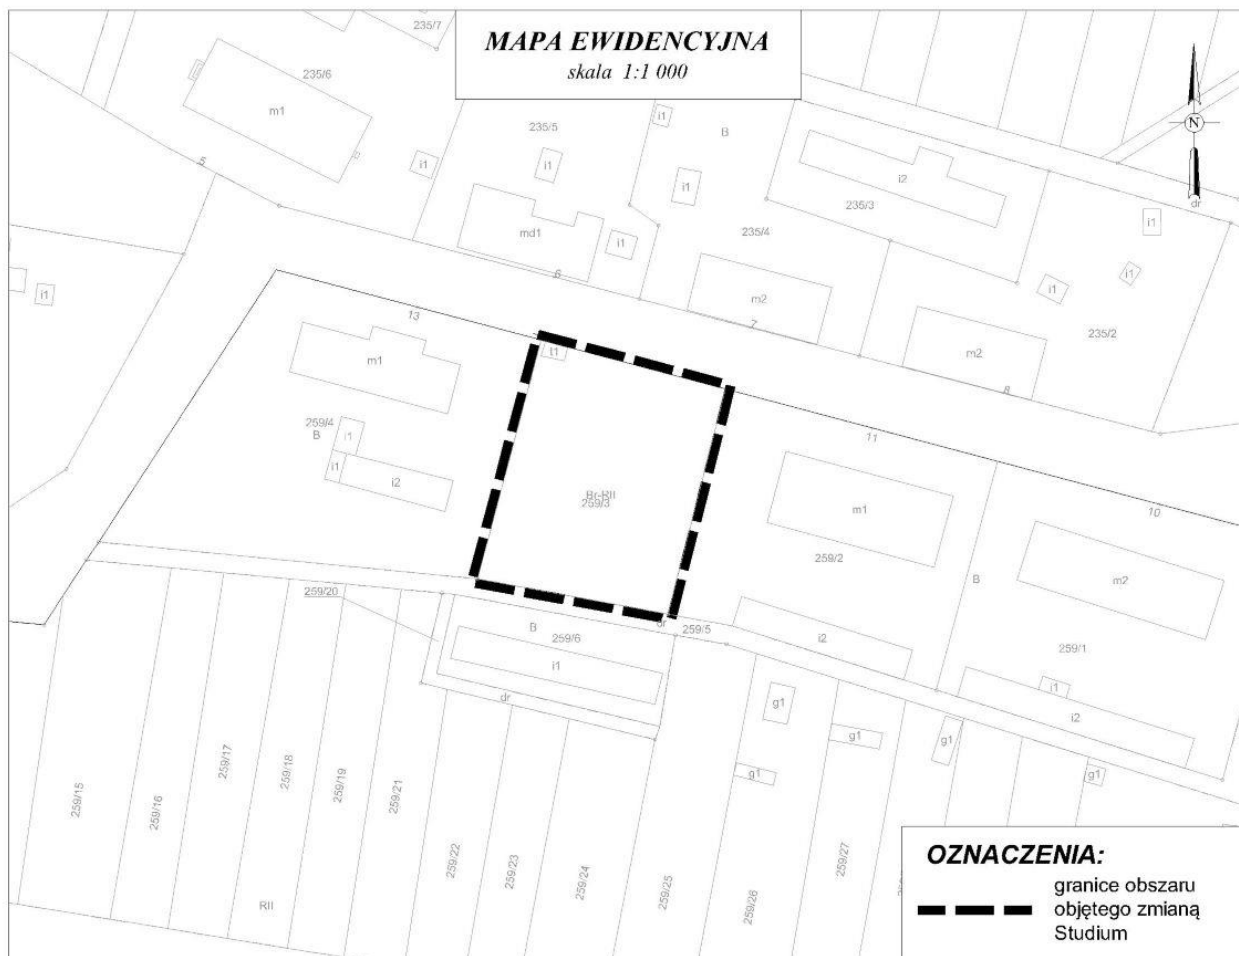 MAPA EWIDENCYJNA
skala 1:1 000
235/7
235/6
m1
5
i1
235/5
i1
i1
B
i1
md1
i1
6
235/4
m2
7
i2
235/3
N
dr
i1
i1
i1
235/2
m2
8
i1
13
m1
259/4
B
i1
i1
i2
t1
Br-RII
259/3
11
m1
259/2
10
m2
B
i2
259/1
i1
i2
259/20
B
259/6
i1
dr
259/5
dr
g1
g1
g1
g1
g1
259/15
259/16
259/17
259/18
259/19
259/21
259/22
259/23
259/24
259/25
259/26
259/27
RII
OZNACZENIA:
granice obszaru
objętego zmianą
Studium